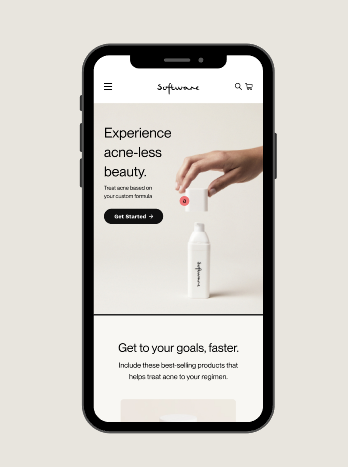 Software
Experience
acne-less
beauty.
Treat acne based on
your custom formula
Get Started →
Software
Get to your goals, faster.
Include these best-selling products that
helps treat acne to your regimen.